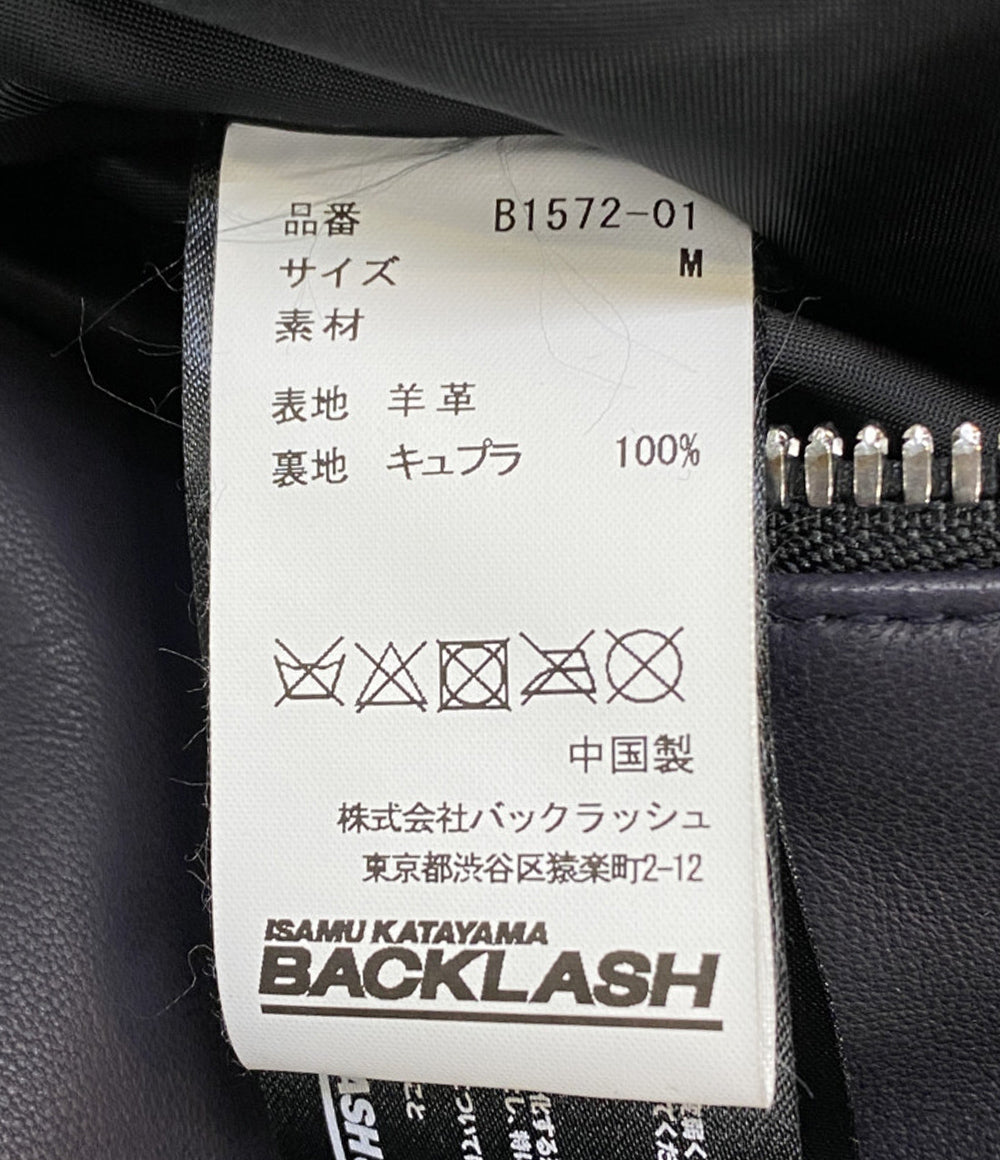 品番 B1572-01
サイズ M
素材
表地 羊革
裏地 キュプラ 100%
中国製
株式会社バックラッシュ
東京都渋谷区猿楽町2-12
ISAMU KATAYAMA
BACKLASH